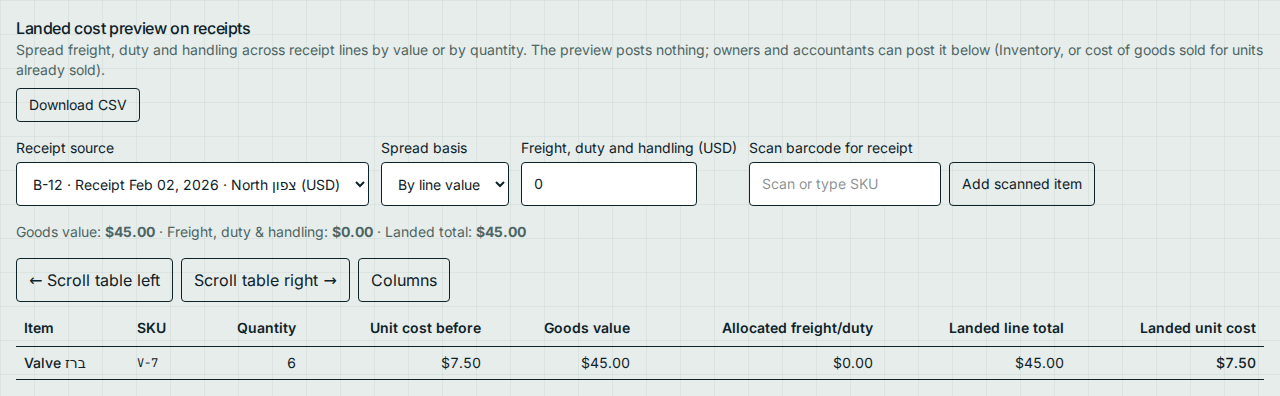 Landed cost preview on receipts
Spread freight, duty and handling across receipt lines by value or by quantity. The preview posts nothing; owners and accountants can post it below (Inventory, or cost of goods sold for units
already sold).
Download CSV
Receipt source Spread basis Freight, duty and handling (USD) Scan barcode for receipt
B-12 · Receipt Feb 02, 2026 · North צפון (USD) By line value 0 Scan or type SKU Add scanned item
Goods value: $45.00 · Freight, duty & handling: $0.00 · Landed total: $45.00
← Scroll table left Scroll table right → Columns
Item SKU Quantity Unit cost before Goods value Allocated freight/duty Landed line total Landed unit cost
Valve ברז V-7 6 $7.50 $45.00 $0.00 $45.00 $7.50